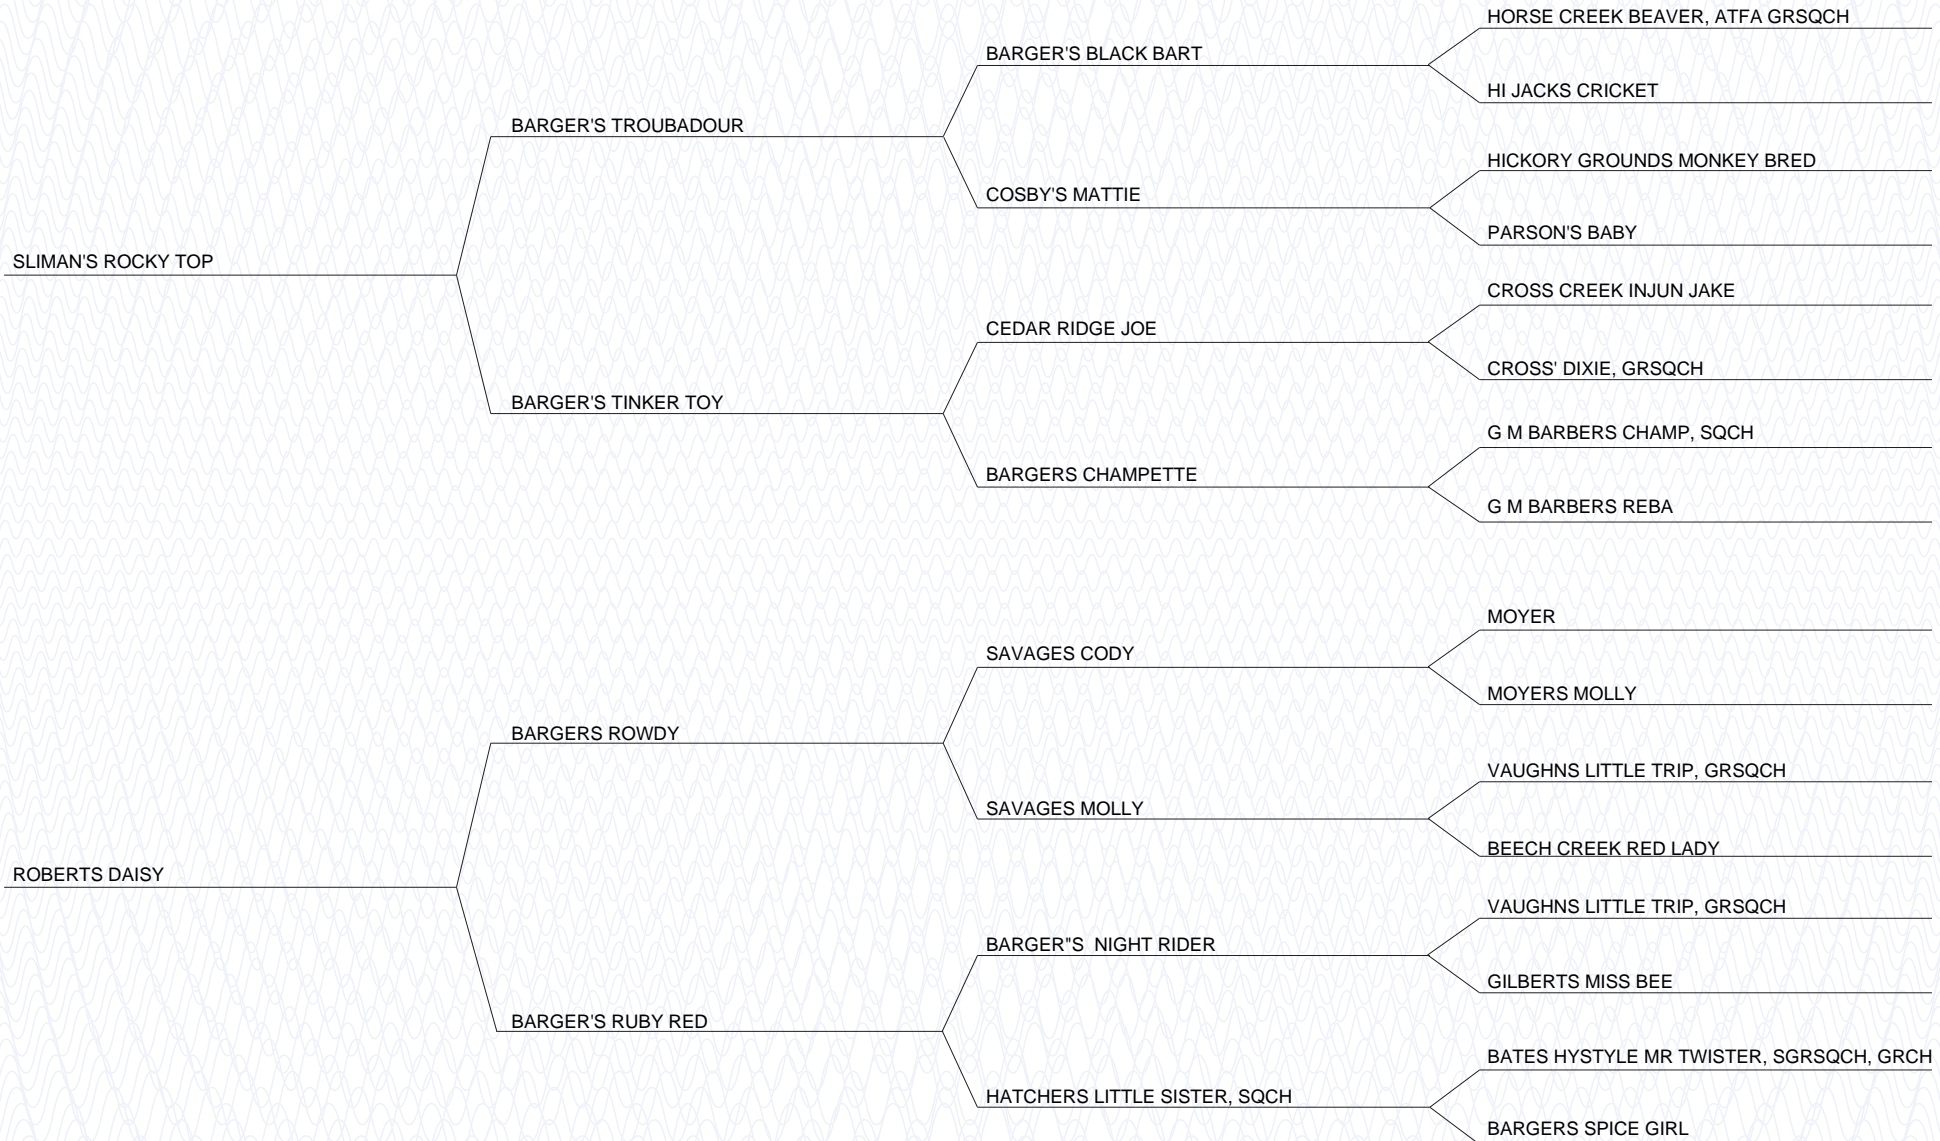 HORSE CREEK BEAVER, ATFA GRSQCH
BARGER'S BLACK BART
HI JACKS CRICKET
BARGER'S TROUBADOUR
HICKORY GROUNDS MONKEY BRED
COSBY'S MATTIE
PARSON'S BABY
SLIMAN'S ROCKY TOP
CROSS CREEK INJUN JAKE
CEDAR RIDGE JOE
CROSS' DIXIE, GRSQCH
BARGER'S TINKER TOY
G M BARBERS CHAMP, SQCH
BARGERS CHAMPETTE
G M BARBERS REBA
MOYER
SAVAGES CODY
MOYERS MOLLY
BARGERS ROWDY
VAUGHNS LITTLE TRIP, GRSQCH
SAVAGES MOLLY
BEECH CREEK RED LADY
ROBERTS DAISY
VAUGHNS LITTLE TRIP, GRSQCH
BARGER"S  NIGHT RIDER
GILBERTS MISS BEE
BARGER'S RUBY RED
BATES HYSTYLE MR TWISTER, SGRSQCH, GRCH
HATCHERS LITTLE SISTER, SQCH
BARGERS SPICE GIRL